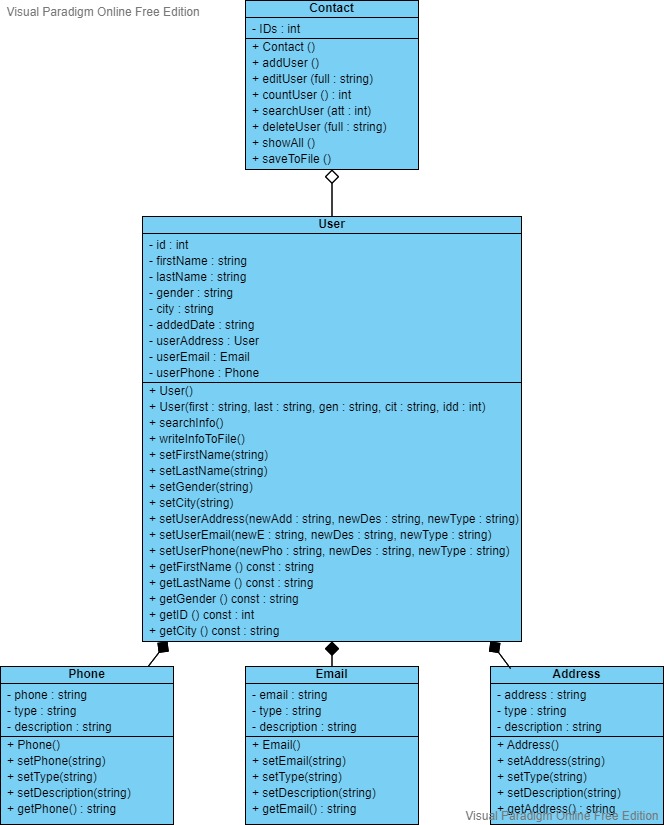 Visual Paradigm Online Free Edition
Contact
- IDs : int
+ Contact ()
+ addUser ()
+ editUser (full : string)
+ countUser () : int
+ searchUser (att : int)
+ deleteUser (full : string)
+ showAll ()
+ saveToFile ()
User
- id : int
- firstName : string
- lastName : string
- gender : string
- city : string
- addedDate : string
- userAddress : User
- userEmail : Email
- userPhone : Phone
+ User()
+ User(first : string, last : string, gen : string, cit : string, idd : int)
+ searchInfo()
+ writeInfoToFile()
+ setFirstName(string)
+ setLastName(string)
+ setGender(string)
+ setCity(string)
+ setUserAddress(newAdd : string, newDes : string, newType : string)
+ setUserEmail(newE : string, newDes : string, newType : string)
+ setUserPhone(newPho : string, newDes : string, newType : string)
+ getFirstName () const : string
+ getLastName () const : string
+ getGender () const : string
+ getID () const : int
+ getCity () const : string
Phone
- phone : string
- type : string
- description : string
+ Phone()
+ setPhone(string)
+ setType(string)
+ setDescription(string)
+ getPhone() : string
Email
- email : string
- type : string
- description : string
+ Email()
+ setEmail(string)
+ setType(string)
+ setDescription(string)
+ getEmail() : string
Address
- address : string
- type : string
- description : string
+ Address()
+ setAddress(string)
+ setType(string)
+ setDescription(string)
+ getAddress() : string
Visual Paradigm Online Free Edition